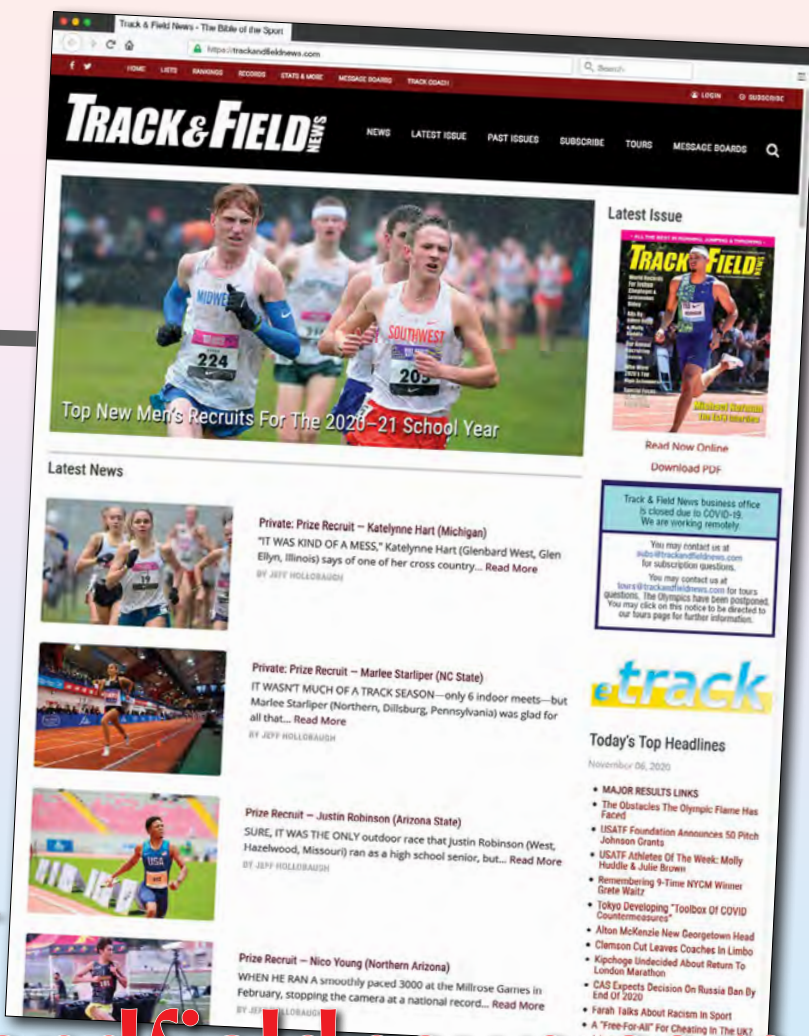 Track & Field News - The Bible of the Sport
https://trackandfieldnews.com
Search
HOME LISTS RANKINGS RECORDS STATS & MORE MESSAGE BOARDS TRACK COACH
LOGIN SUBSCRIBE
TRACK & FIELD NEWS
NEWS LATEST ISSUE PAST ISSUES SUBSCRIBE TOURS MESSAGE BOARDS
MIDWE
224
SOUTHWEST
205
Top New Men's Recruits For The 2020–21 School Year
Latest Issue
TRACK & FIELD
Michael Norman
The T&FN Interview
Read Now Online
Download PDF
Track & Field News business office
is closed due to COVID-19.
We are working remotely.
You may contact us at
subs@trackandfieldnews.com
for subscription questions.
You may contact us at
tours@trackandfieldnews.com for tours
questions. The Olympics have been postponed.
You may click on this notice to be directed to
our tours page for further information.
etrack
Today's Top Headlines
November 06, 2020
• MAJOR RESULTS LINKS
• The Obstacles The Olympic Flame Has
Faced
• USATF Foundation Announces 50 Pitch
Johnson Grants
• USATF Athletes Of The Week: Molly
Huddle & Julie Brown
• Remembering 9-Time NYCM Winner
Grete Waitz
• Tokyo Developing "Toolbox Of COVID
Countermeasures"
• Alton McKenzie New Georgetown Head
• Clemson Cut Leaves Coaches In Limbo
• Kipchoge Undecided About Return To
London Marathon
• CAS Expects Decision On Russia Ban By
End Of 2020
• Farah Talks About Racism In Sport
• A "Free-For-All" For Cheating In The UK?
Latest News
19
Private: Prize Recruit — Katelynne Hart (Michigan)
"IT WAS KIND OF A MESS," Katelynne Hart (Glenbard West, Glen
Ellyn, Illinois) says of one of her cross country... Read More
BY JEFF HOLLOBAUGH
Private: Prize Recruit — Marlee Starliper (NC State)
IT WASN'T MUCH OF A TRACK SEASON—only 6 indoor meets—but
Marlee Starliper (Northern, Dillsburg, Pennsylvania) was glad for
all that... Read More
BY JEFF HOLLOBAUGH
USA
Prize Recruit — Justin Robinson (Arizona State)
SURE, IT WAS THE ONLY outdoor race that Justin Robinson (West,
Hazelwood, Missouri) ran as a high school senior, but... Read More
BY JEFF HOLLOBAUGH
Prize Recruit — Nico Young (Northern Arizona)
WHEN HE RAN A smoothly paced 3000 at the Millrose Games in
February, stopping the camera at a national record... Read More
BY JEFF HOLLOBAUGH